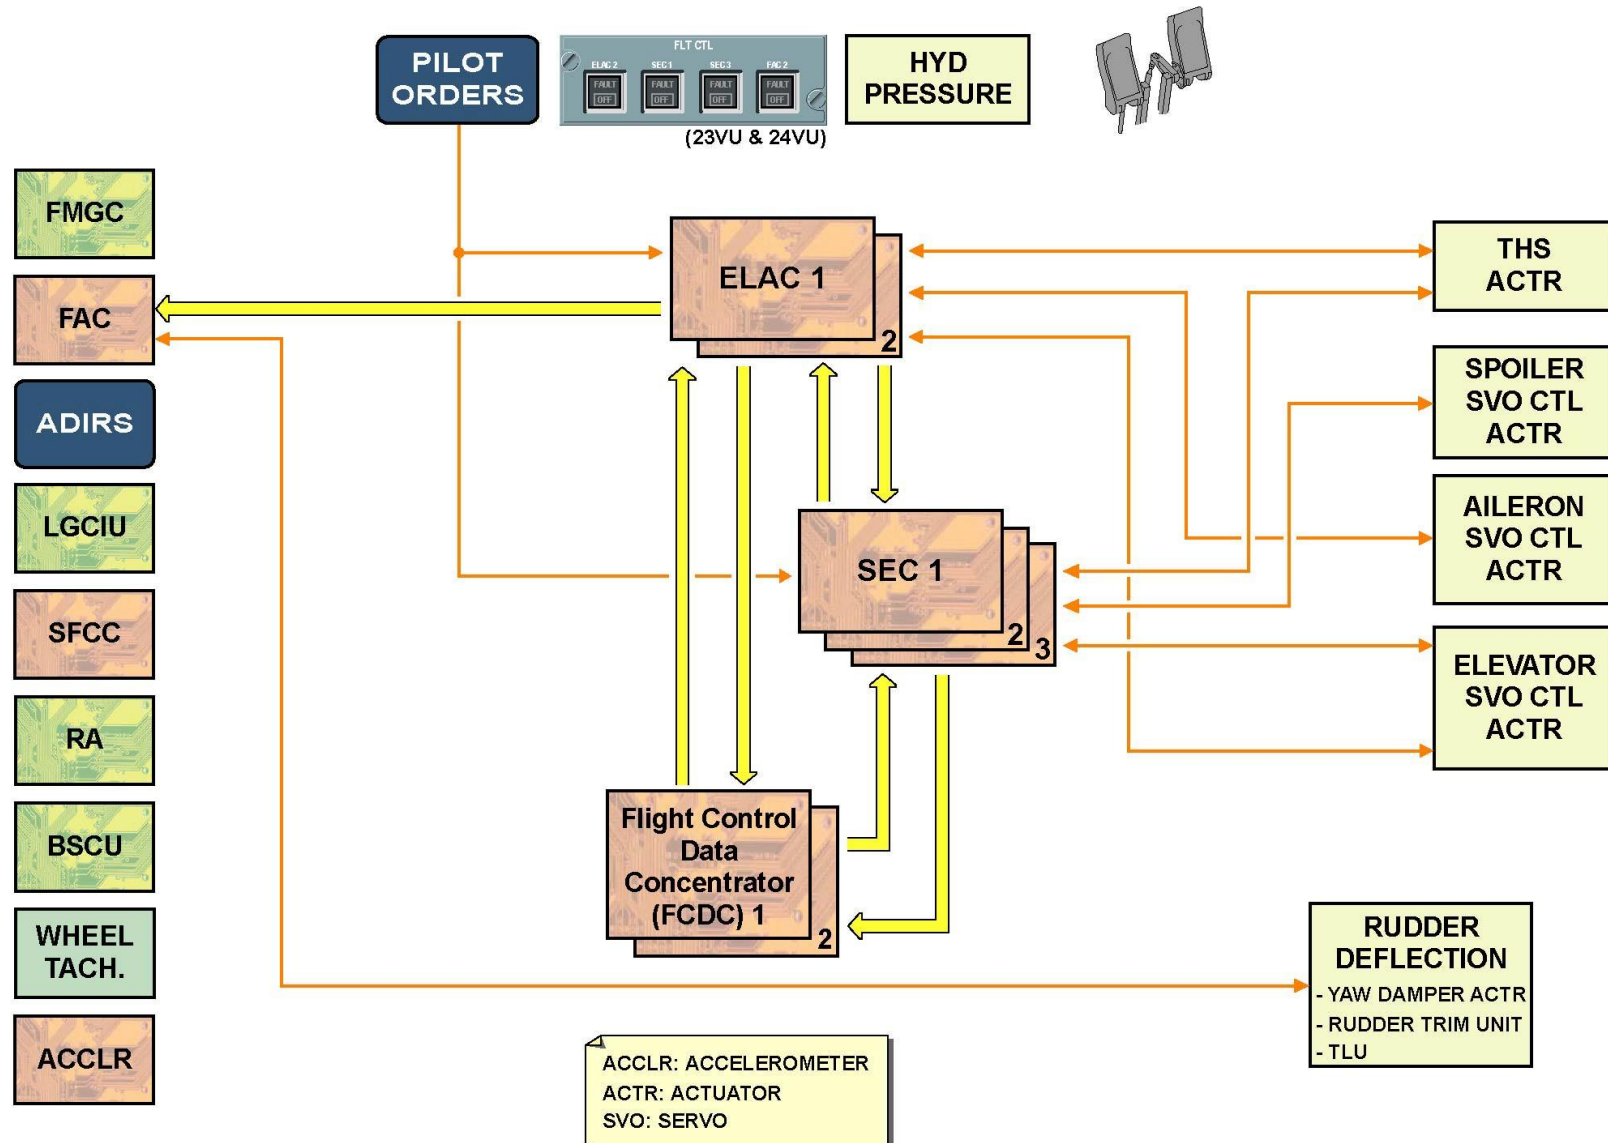 PILOT
ORDERS
FLT CTL
ELAC 2
SEC 1
SEC 3
FAC 2
FAULT
OFF
FAULT
OFF
FAULT
OFF
FAULT
OFF
(23VU & 24VU)
HYD
PRESSURE
FMGC
FAC
ADIRS
LGCIU
SFCC
RA
BSCU
WHEEL
TACH.
ACCLR
ELAC 1
2
SEC 1
2
3
Flight Control
Data
Concentrator
(FCDC) 1
2
THS
ACTR
SPOILER
SVO CTL
ACTR
AILERON
SVO CTL
ACTR
ELEVATOR
SVO CTL
ACTR
RUDDER
DEFLECTION
- YAW DAMPER ACTR
- RUDDER TRIM UNIT
- TLU
ACCLR: ACCELEROMETER
ACTR: ACTUATOR
SVO: SERVO